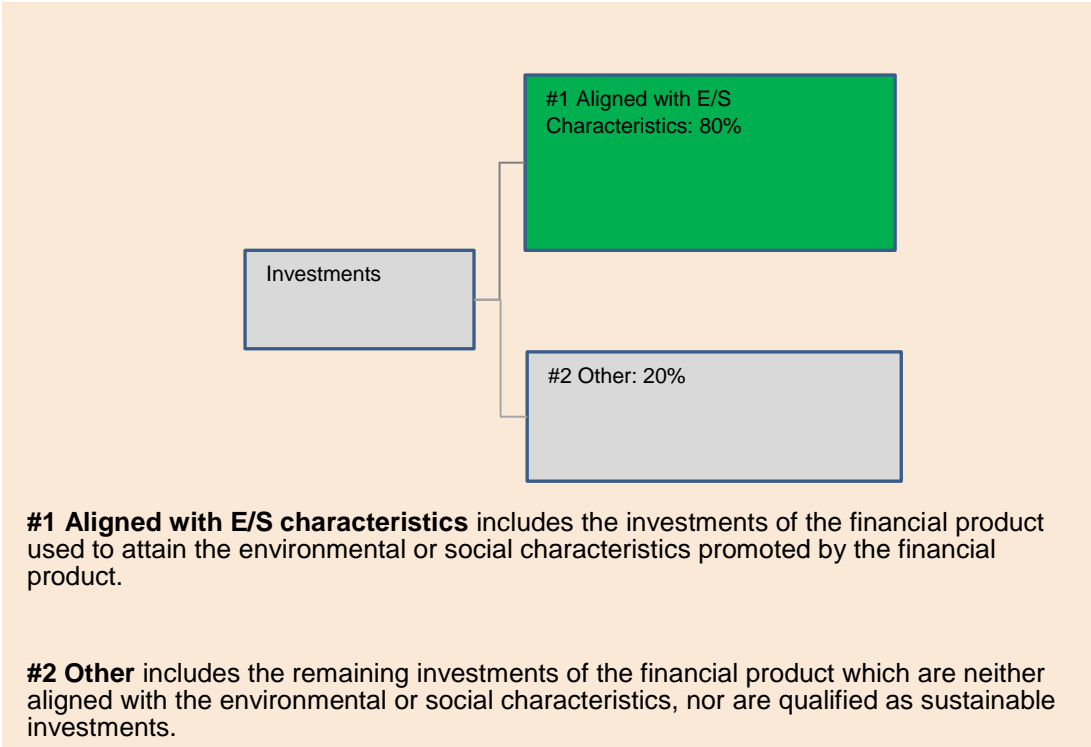 #1 Aligned with E/S
Characteristics: 80%
Investments
#2 Other: 20%
#1 Aligned with E/S characteristics includes the investments of the financial product
used to attain the environmental or social characteristics promoted by the financial
product.
#2 Other includes the remaining investments of the financial product which are neither
aligned with the environmental or social characteristics, nor are qualified as sustainable
investments.